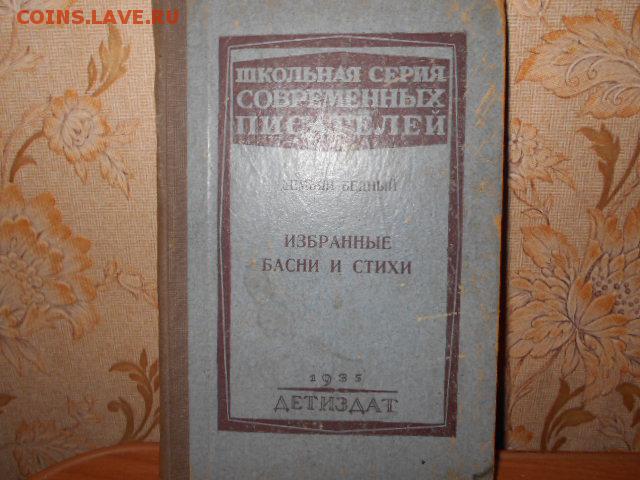 COINS.LAVE.RU
ШКОЛЬНАЯ СЕРИЯ
СОВРЕМЕННЫХ
ПИСАТЕЛЕЙ
ДЕМЬЯН БЕДНЫЙ
ИЗБРАННЫЕ
БАСНИ И СТИХИ
1935
ДЕТИЗДАТ